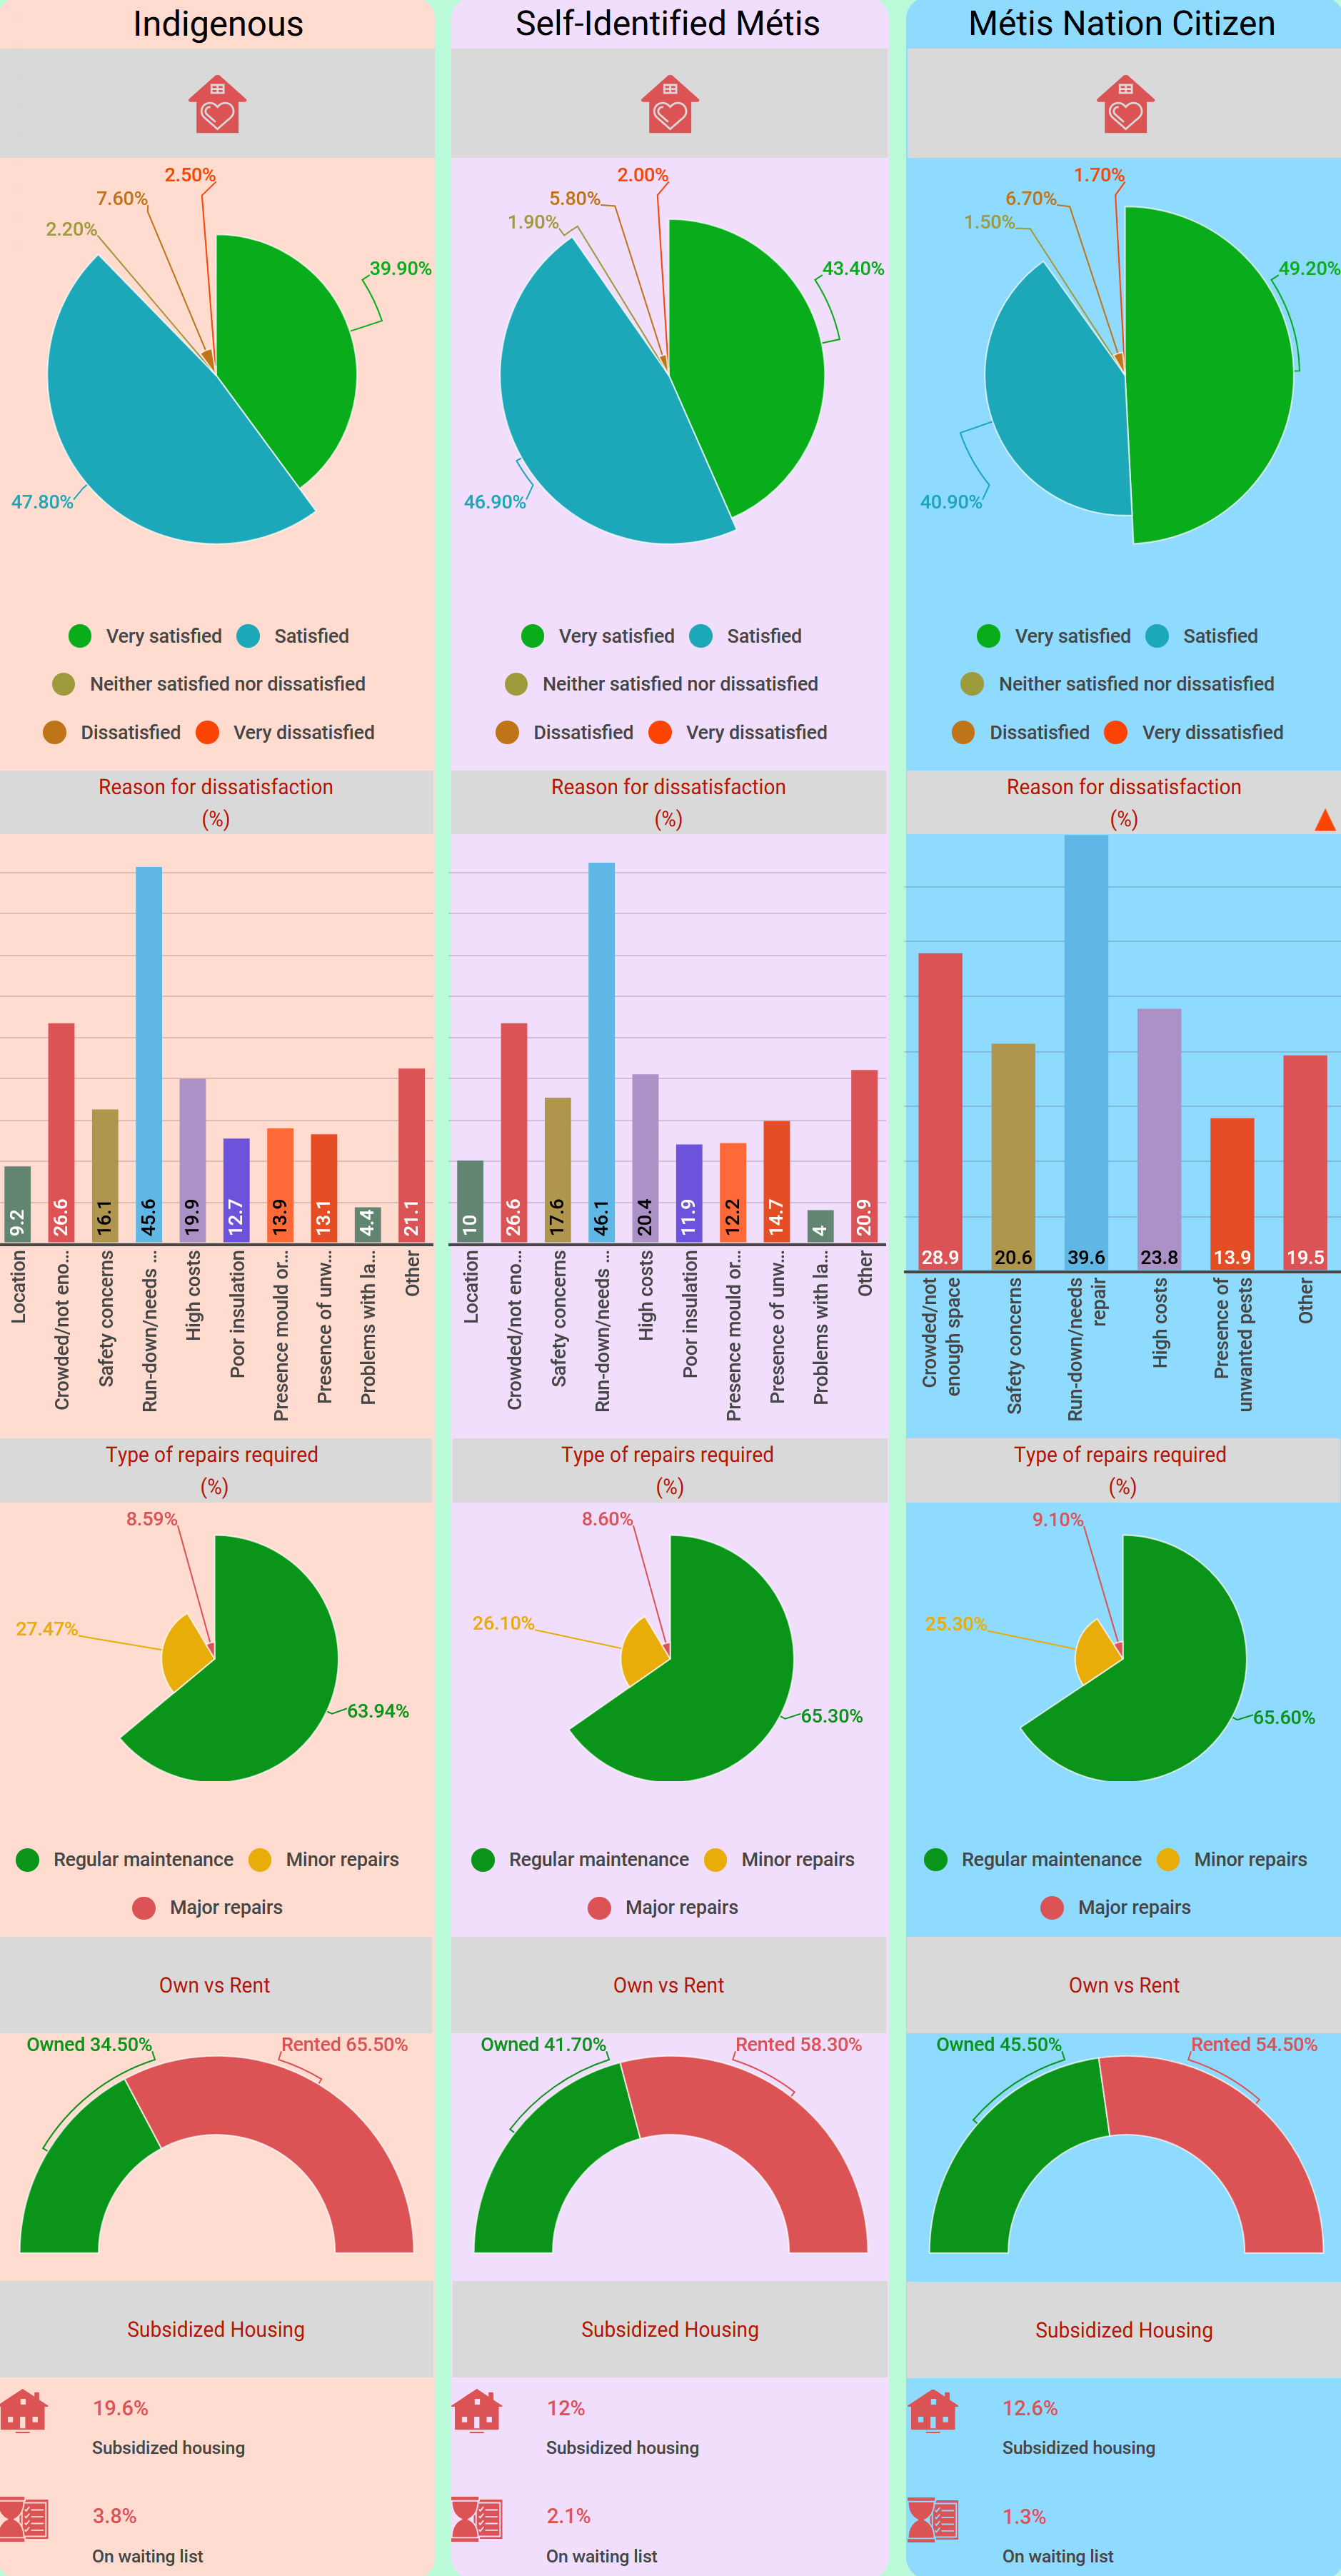 Indigenous
2.50%
7.60%
2.20%
39.90%
47.80%
Very satisfied
Satisfied
Neither satisfied nor dissatisfied
Dissatisfied
Very dissatisfied
Reason for dissatisfaction
(%)
9.2
26.6
16.1
45.6
19.9
12.7
13.9
13.1
4.4
21.1
Location
Crowded/not eno...
Safety concerns
Run-down/needs ...
High costs
Poor insulation
Presence mould or...
Presence of unw...
Problems with la...
Other
Type of repairs required
(%)
8.59%
27.47%
63.94%
Regular maintenance
Minor repairs
Major repairs
Own vs Rent
Owned 34.50%
Rented 65.50%
Subsidized Housing
19.6%
Subsidized housing
3.8%
On waiting list
Self-Identified Métis
2.00%
5.80%
1.90%
43.40%
46.90%
Very satisfied
Satisfied
Neither satisfied nor dissatisfied
Dissatisfied
Very dissatisfied
Reason for dissatisfaction
(%)
10
26.6
17.6
46.1
20.4
11.9
12.2
14.7
4
20.9
Location
Crowded/not eno...
Safety concerns
Run-down/needs ...
High costs
Poor insulation
Presence mould or...
Presence of unw...
Problems with la...
Other
Type of repairs required
(%)
8.60%
26.10%
65.30%
Regular maintenance
Minor repairs
Major repairs
Own vs Rent
Owned 41.70%
Rented 58.30%
Subsidized Housing
12%
Subsidized housing
2.1%
On waiting list
Métis Nation Citizen
1.70%
6.70%
1.50%
49.20%
40.90%
Very satisfied
Satisfied
Neither satisfied nor dissatisfied
Dissatisfied
Very dissatisfied
Reason for dissatisfaction
(%)
28.9
20.6
39.6
23.8
13.9
19.5
Crowded/not
enough space
Safety concerns
Run-down/needs
repair
High costs
Presence of
unwanted pests
Other
Type of repairs required
(%)
9.10%
25.30%
65.60%
Regular maintenance
Minor repairs
Major repairs
Own vs Rent
Owned 45.50%
Rented 54.50%
Subsidized Housing
12.6%
Subsidized housing
1.3%
On waiting list